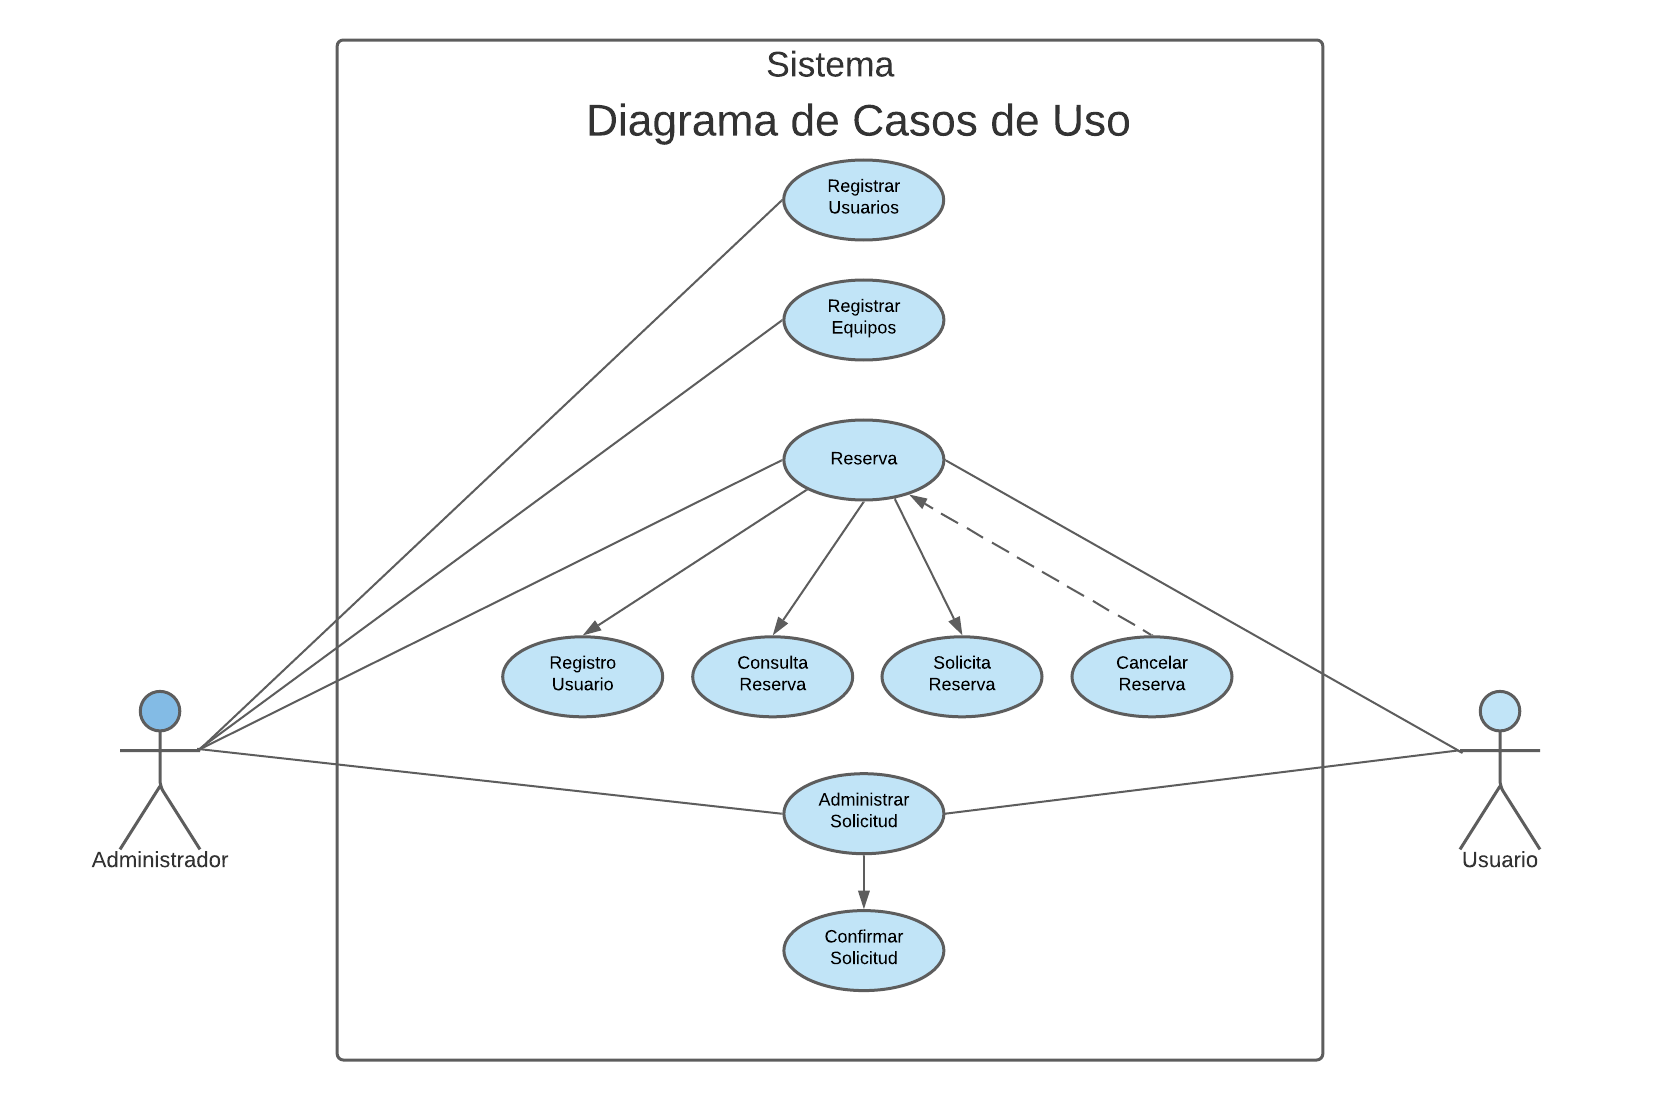 Sistema
Diagrama de Casos de Uso
Registrar
Usuarios
Registrar
Equipos
Reserva
Registro
Usuario
Consulta
Reserva
Solicita
Reserva
Cancelar
Reserva
Administrar
Solicitud
Administrador
Usuario
Confirmar
Solicitud